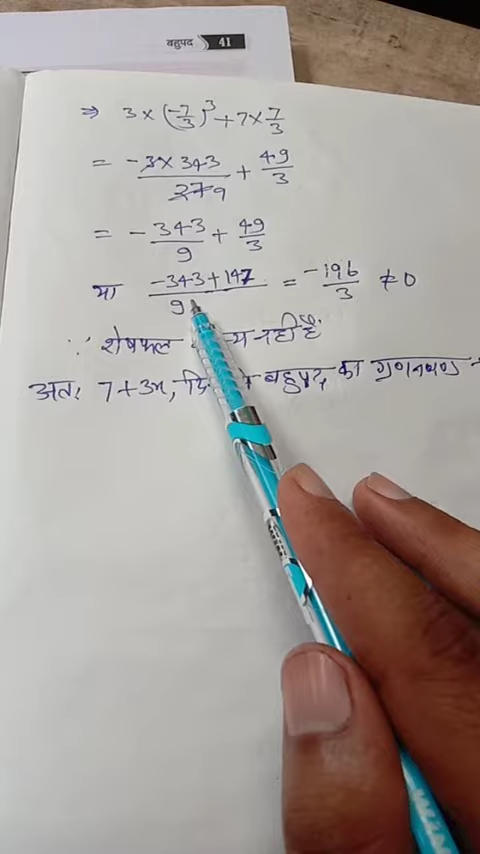 बहुपद 41
⇒ 3 × (-7/3)³ + 7 × 7/3
= -3 × 343/279 + 49/3
= -343/9 + 49/3
या -343+147/9 = -196/3 ≠ 0
∵ शेषफल नहीं है
अतः 7+3x, बहुपद का गुणनखण्ड